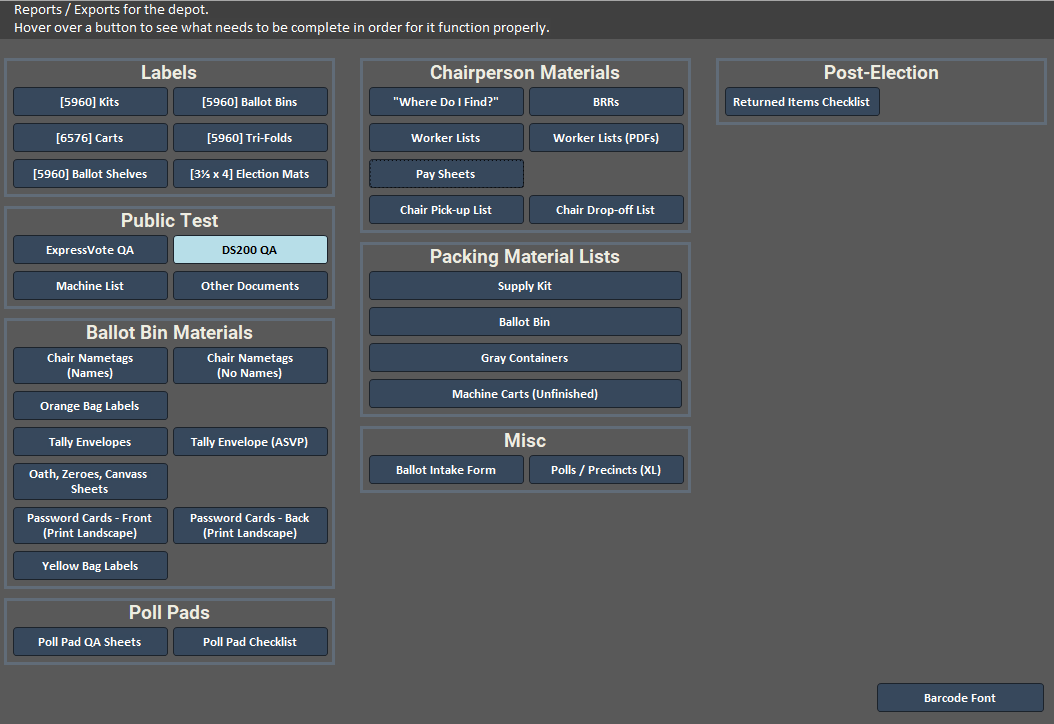 Reports / Exports for the depot.
Hover over a button to see what needs to be complete in order for it function properly.
Labels
[5960] Kits
[5960] Ballot Bins
[6576] Carts
[5960] Tri-Folds
[5960] Ballot Shelves
[3⅓ x 4] Election Mats
Public Test
ExpressVote QA
DS200 QA
Machine List
Other Documents
Ballot Bin Materials
Chair Nametags
(Names)
Chair Nametags
(No Names)
Orange Bag Labels
Tally Envelopes
Tally Envelope (ASVP)
Oath, Zeroes, Canvass
Sheets
Password Cards - Front
(Print Landscape)
Password Cards - Back
(Print Landscape)
Yellow Bag Labels
Poll Pads
Poll Pad QA Sheets
Poll Pad Checklist
Chairperson Materials
"Where Do I Find?"
BRRs
Worker Lists
Worker Lists (PDFs)
Pay Sheets
Chair Pick-up List
Chair Drop-off List
Packing Material Lists
Supply Kit
Ballot Bin
Gray Containers
Machine Carts (Unfinished)
Misc
Ballot Intake Form
Polls / Precincts (XL)
Post-Election
Returned Items Checklist
Barcode Font